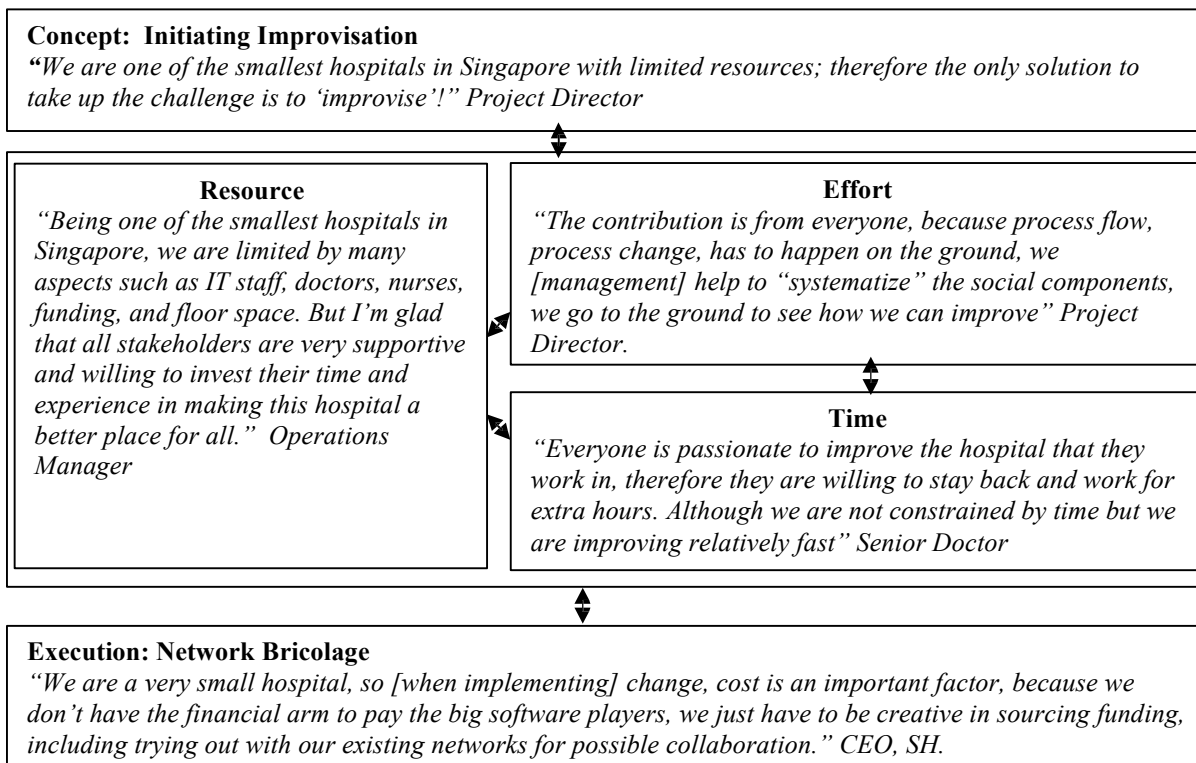 Concept:  Initiating Improvisation
“We are one of the smallest hospitals in Singapore with limited resources; therefore the only solution to
take up the challenge is to ‘improvise’!” Project Director
Resource
“Being one of the smallest hospitals in
Singapore, we are limited by many
aspects such as IT staff, doctors, nurses,
funding, and floor space. But I’m glad
that all stakeholders are very supportive
and willing to invest their time and
experience in making this hospital a
better place for all.”  Operations
Manager
Effort
“The contribution is from everyone, because process flow,
process change, has to happen on the ground, we
[management] help to “systematize” the social components,
we go to the ground to see how we can improve” Project
Director.
Time
“Everyone is passionate to improve the hospital that they
work in, therefore they are willing to stay back and work for
extra hours. Although we are not constrained by time but we
are improving relatively fast” Senior Doctor
Execution: Network Bricolage
“We are a very small hospital, so [when implementing] change, cost is an important factor, because we
don’t have the financial arm to pay the big software players, we just have to be creative in sourcing funding,
including trying out with our existing networks for possible collaboration.” CEO, SH.